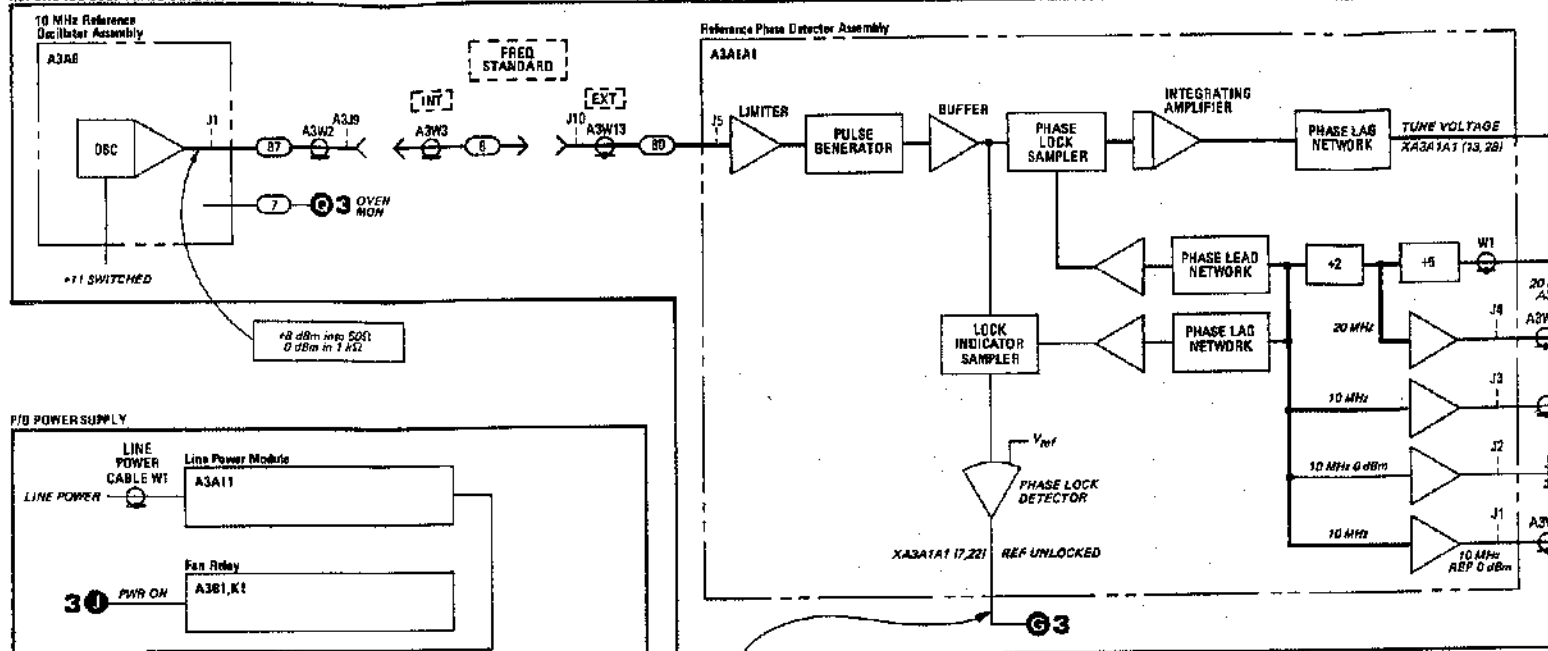 10 MHz Reference
Oscillator Assembly
A3A8
OSC
J1
87
A3W2
A3J9
7
Q 3 OVEN
MON
+11 SWITCHED
+8 dBm into 50Ω
0 dBm in 1 kΩ
FREQ
STANDARD
INT
A3W3
6
EXT
J10
A3W13
80
Reference Phase Detector Assembly
A3A1A1
J5
LIMITER
PULSE
GENERATOR
BUFFER
PHASE
LOCK
SAMPLER
INTEGRATING
AMPLIFIER
PHASE LAG
NETWORK
TUNE VOLTAGE
XA3A1A1 (13, 28)
PHASE LEAD
NETWORK
÷2
÷5
W1
20
LOCK
INDICATOR
SAMPLER
PHASE LAG
NETWORK
20 MHz
J4
A3W
10 MHz
J3
10 MHz 0 dBm
J2
10 MHz
J1
A3W
10 MHz
REF 0 dBm
Vref
PHASE LOCK
DETECTOR
XA3A1A1 (7,22)
REF UNLOCKED
G 3
P/O POWER SUPPLY
LINE
POWER
CABLE W1
LINE POWER
Line Power Module
A3A11
Fan Relay
A3B1,K1
3 J PWR ON